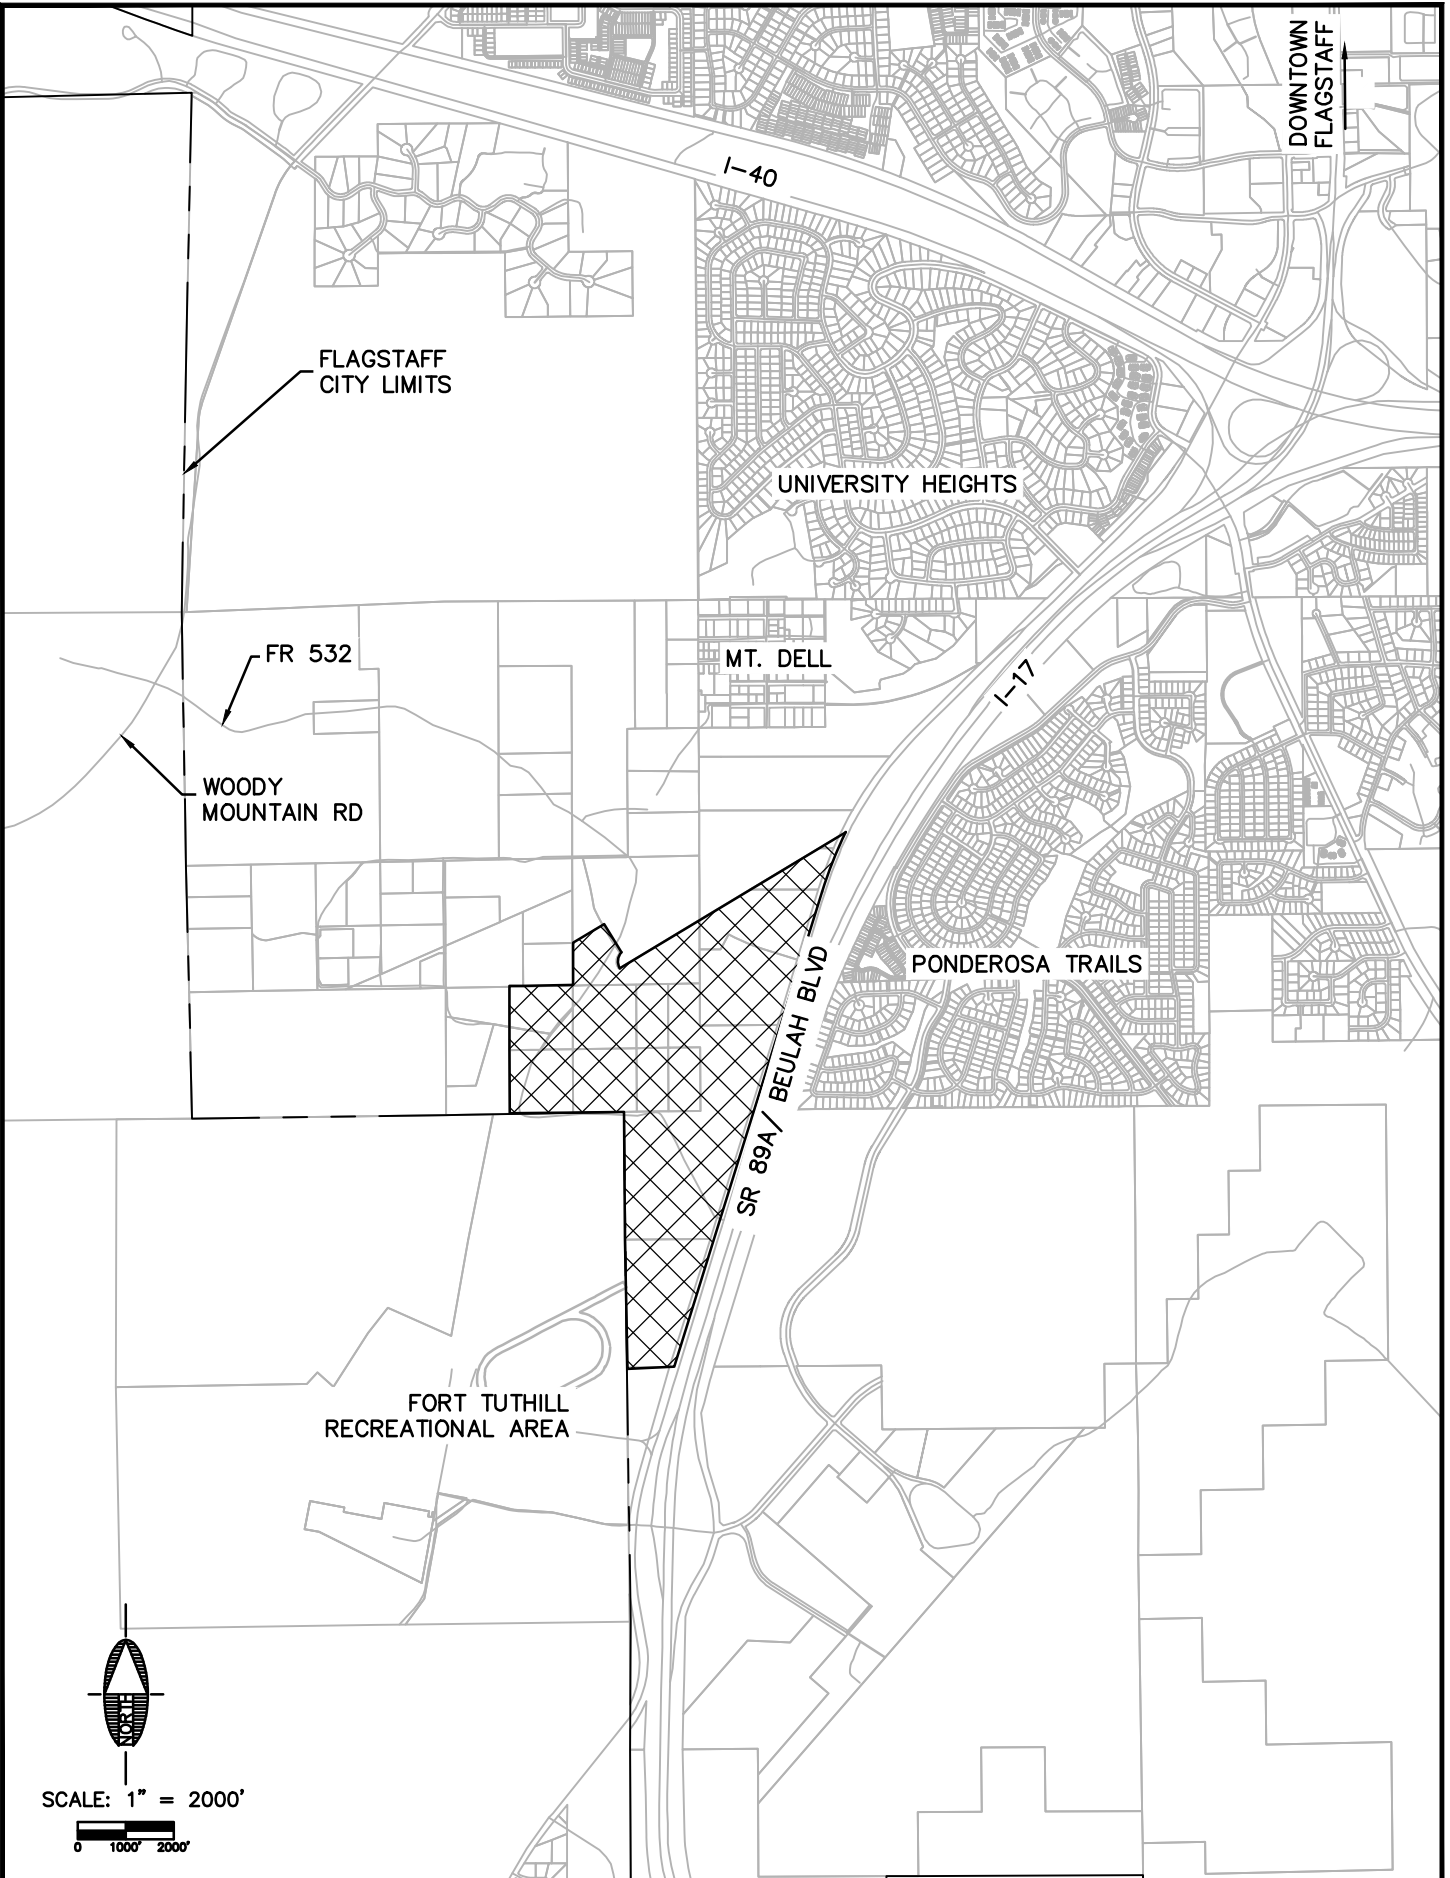 DOWNTOWN
FLAGSTAFF
I-40
FLAGSTAFF
CITY LIMITS
UNIVERSITY HEIGHTS
FR 532
MT. DELL
I-17
WOODY
MOUNTAIN RD
PONDEROSA TRAILS
SR 89A/ BEULAH BLVD
FORT TUTHILL
RECREATIONAL AREA
NORTH
SCALE: 1" = 2000'
0 1000' 2000'